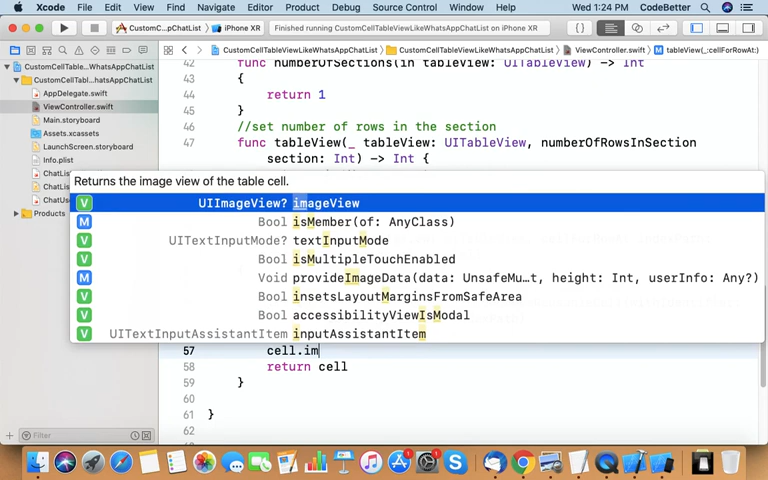 Xcode File Edit View Find Navigate Editor Product Debug Source Control Window Wed 1:24 PM CodeBetter
CustomC...pChatList iPhone XR Finished running CustomCellTableViewLikeWhatsAppChatList on iPhone XR
CustomCellTableViewLikeWhatsAppChatList CustomCellTableViewLikeWhatsAppChatList ViewController.swift tableView(_:cellForRowAt:)
CustomCellTable...hatsAppChatList
CustomCellTabl...hatsAppChatList
AppDelegate.swift
ViewController.swift
Main.storyboard
Assets.xcassets
LaunchScreen.storyboard
Info.plist
ChatL
ChatL
ChatU
Products
42 func numberOfSections(in tableView: UITableView) -> Int
43 {
44 return 1
45 }
46 //set number of rows in the section
47 func tableView(_ tableView: UITableView, numberOfRowsInSection
section: Int) -> Int {
Returns the image view of the table cell.
V UIImageView? imageView
M Bool isMember(of: AnyClass)
V UITextInputMode? textInputMode
V Bool isMultipleTouchEnabled
M Void provideImageData(data: UnsafeMu...t, height: Int, userInfo: Any?)
V Bool insetsLayoutMarginsFromSafeArea
V Bool accessibilityViewIsModal
V UITextInputAssistantItem inputAssistantItem
57 cell.im
58 return cell
59 }
60
61 }
62
Filter